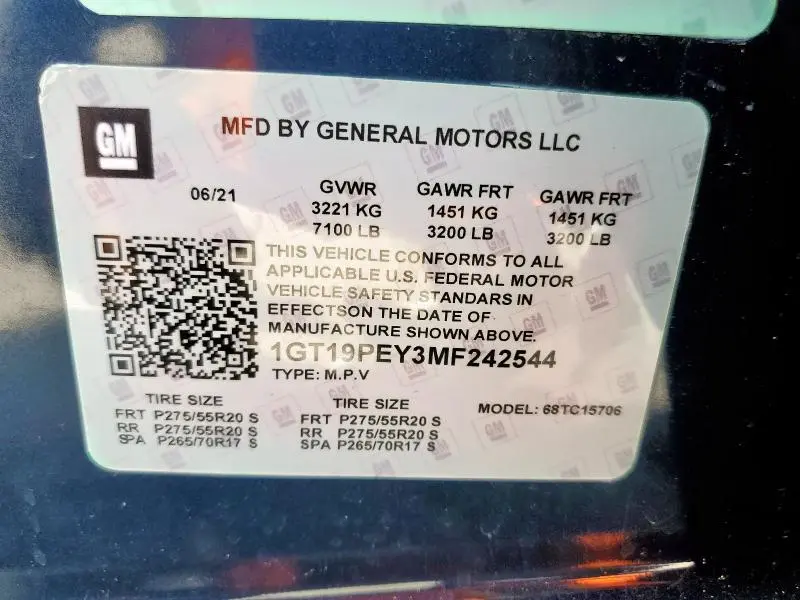 GM
MFD BY GENERAL MOTORS LLC
06/21
GVWR
3221 KG
7100 LB
GAWR FRT
1451 KG
3200 LB
GAWR FRT
1451 KG
3200 LB
THIS VEHICLE CONFORMS TO ALL
APPLICABLE U.S. FEDERAL MOTOR
VEHICLE SAFETY STANDARS IN
EFFECTSON THE DATE OF
MANUFACTURE SHOWN ABOVE.
1GT19PEY3MF242544
TYPE: M.P.V
TIRE SIZE
FRT P275/55R20 S
RR P275/55R20 S
SPA P265/70R17 S
TIRE SIZE
FRT P275/55R20 S
RR P275/55R20 S
SPA P265/70R17 S
MODEL: 68TC15706